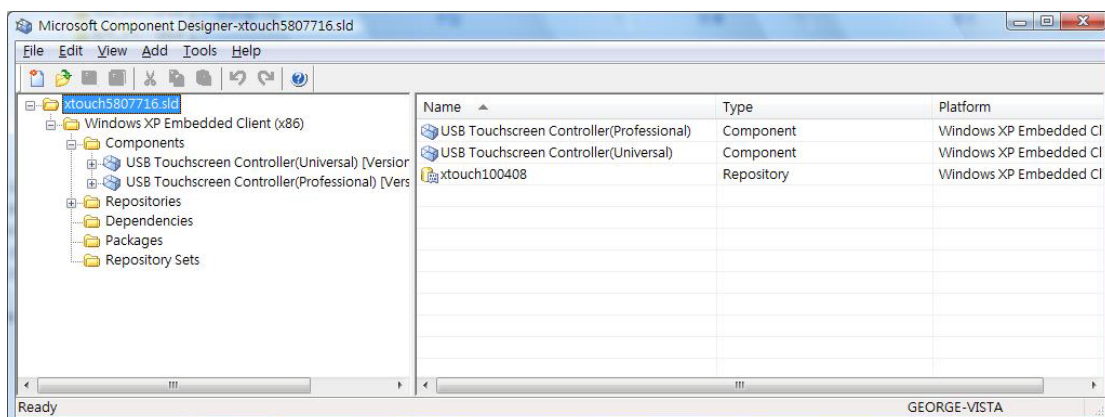 Microsoft Component Designer-xtouch5807716.sld
File Edit View Add Tools Help
xtouch5807716.sld
Windows XP Embedded Client (x86)
Components
USB Touchscreen Controller(Universal) [Version
USB Touchscreen Controller(Professional) [Vers
Repositories
Dependencies
Packages
Repository Sets
Name Type Platform
USB Touchscreen Controller(Professional) Component Windows XP Embedded Cl
USB Touchscreen Controller(Universal) Component Windows XP Embedded Cl
xtouch100408 Repository Windows XP Embedded Cl
Ready GEORGE-VISTA